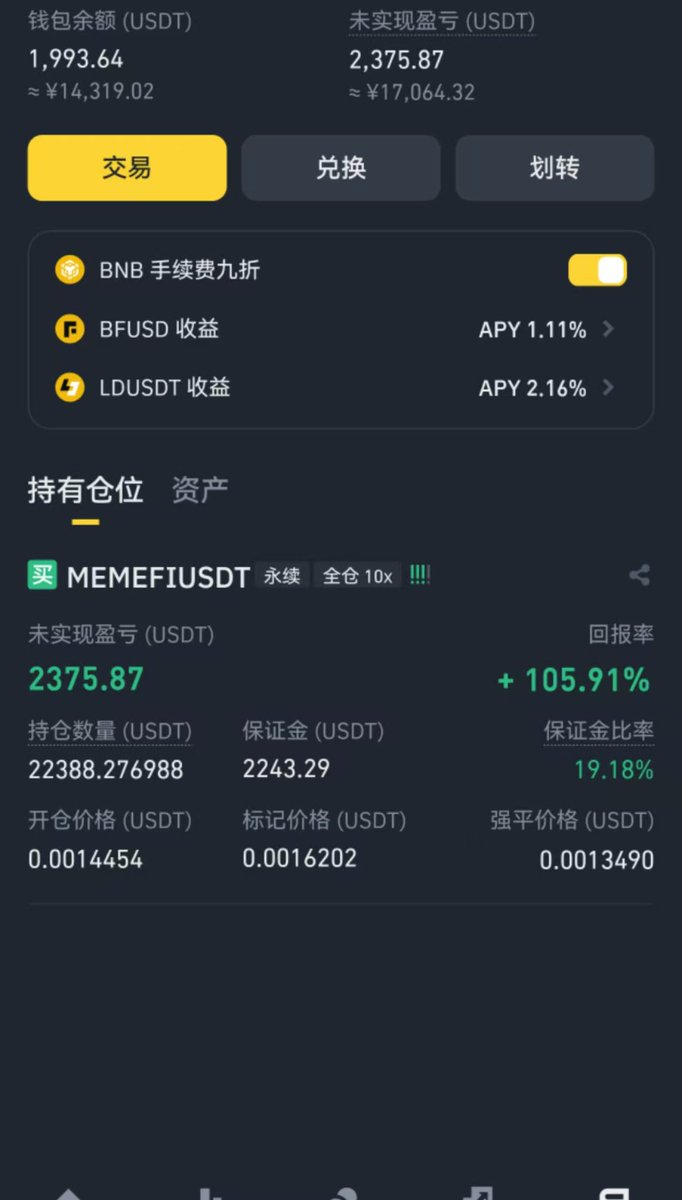 钱包余额 (USDT) 未实现盈亏 (USDT)
1,993.64 2,375.87
≈ ¥14,319.02 ≈ ¥17,064.32
交易 兑换 划转
BNB 手续费九折
BFUSD 收益 APY 1.11%
LDUSDT 收益 APY 2.16%
持有仓位 资产
买 MEMEFIUSDT 永续 全仓 10x !!!!
未实现盈亏 (USDT) 回报率
2375.87 + 105.91%
持仓数量 (USDT) 保证金 (USDT) 保证金比率
22388.276988 2243.29 19.18%
开仓价格 (USDT) 标记价格 (USDT) 强平价格 (USDT)
0.0014454 0.0016202 0.0013490